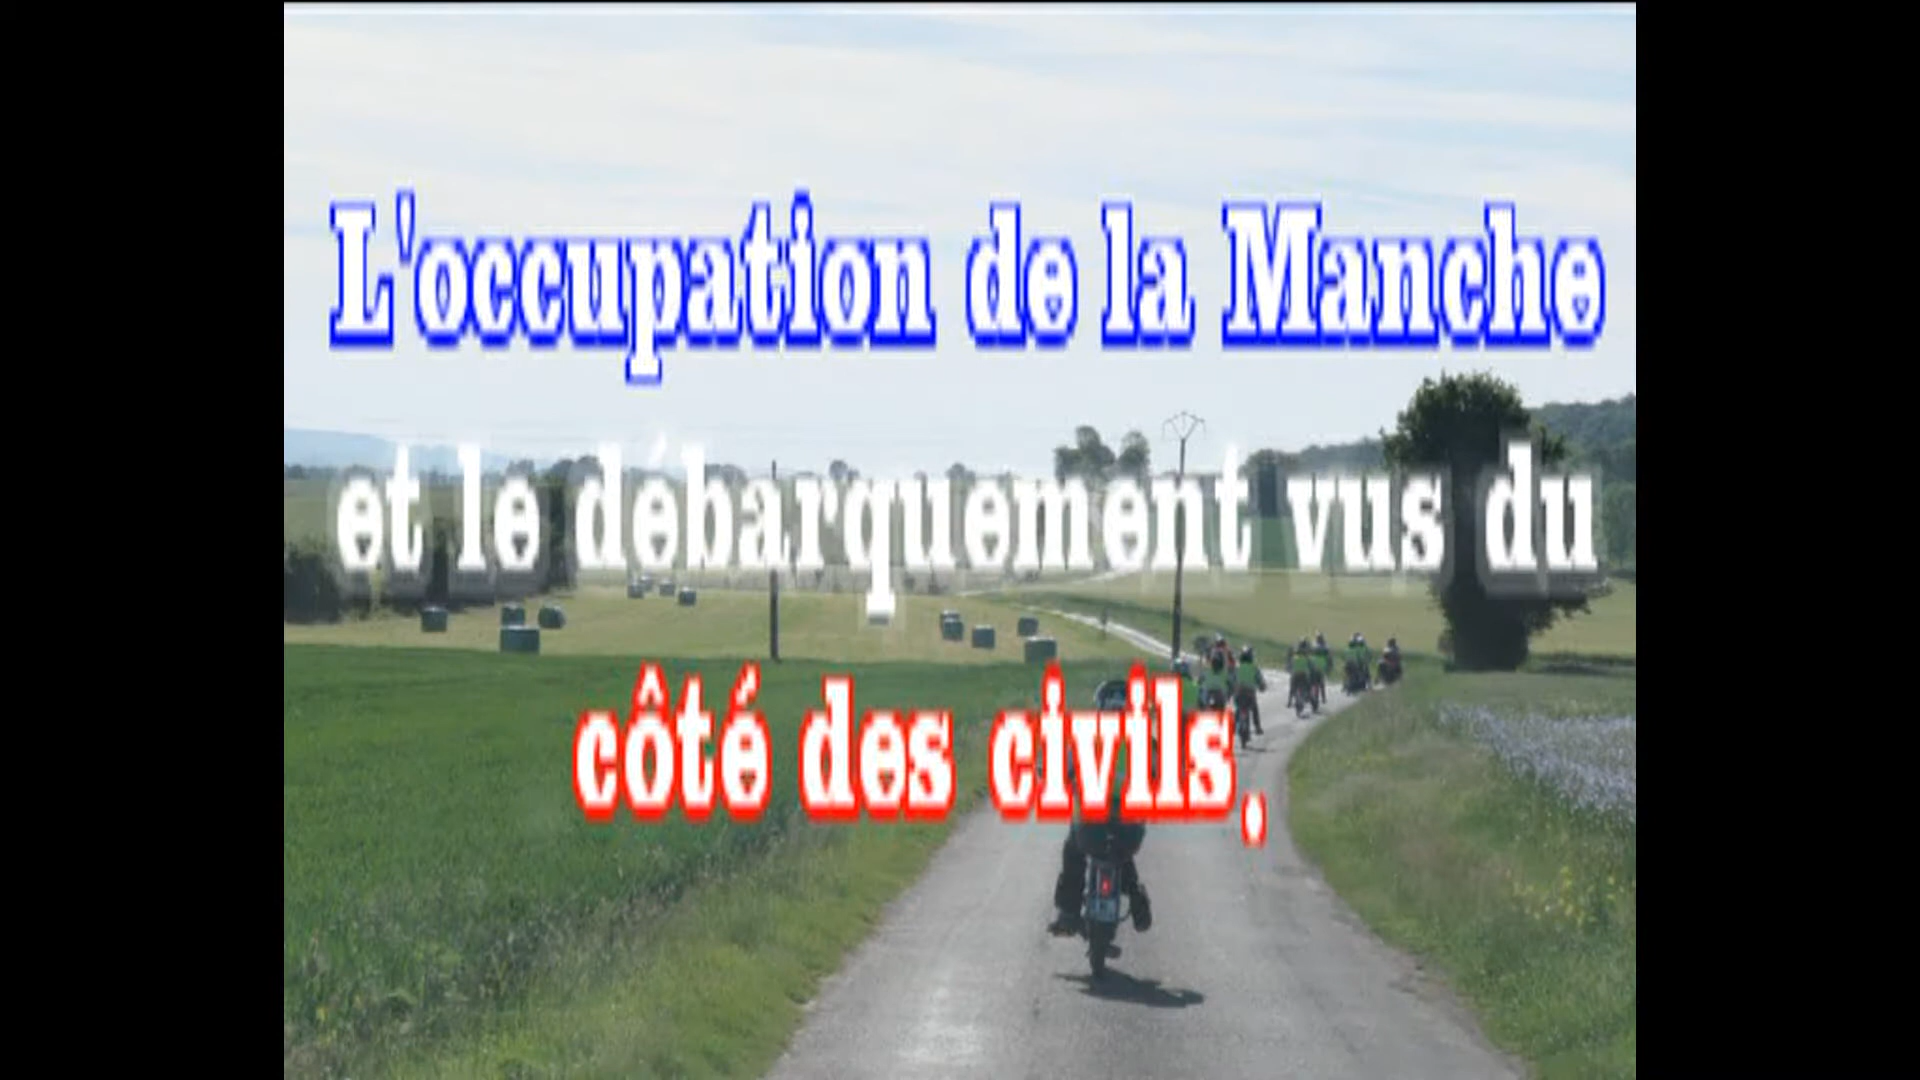 L'occupation de la Manche
et le débarquement vus du
côté des civils.